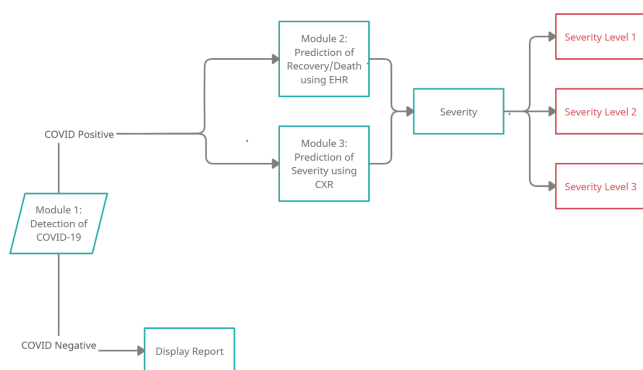 Module 2:
Prediction of
Recovery/Death
using EHR
Severity Level 1
Severity
Severity Level 2
COVID Positive
Module 3:
Prediction of
Severity using
CXR
Severity Level 3
Module 1:
Detection of
COVID-19
COVID Negative
Display Report